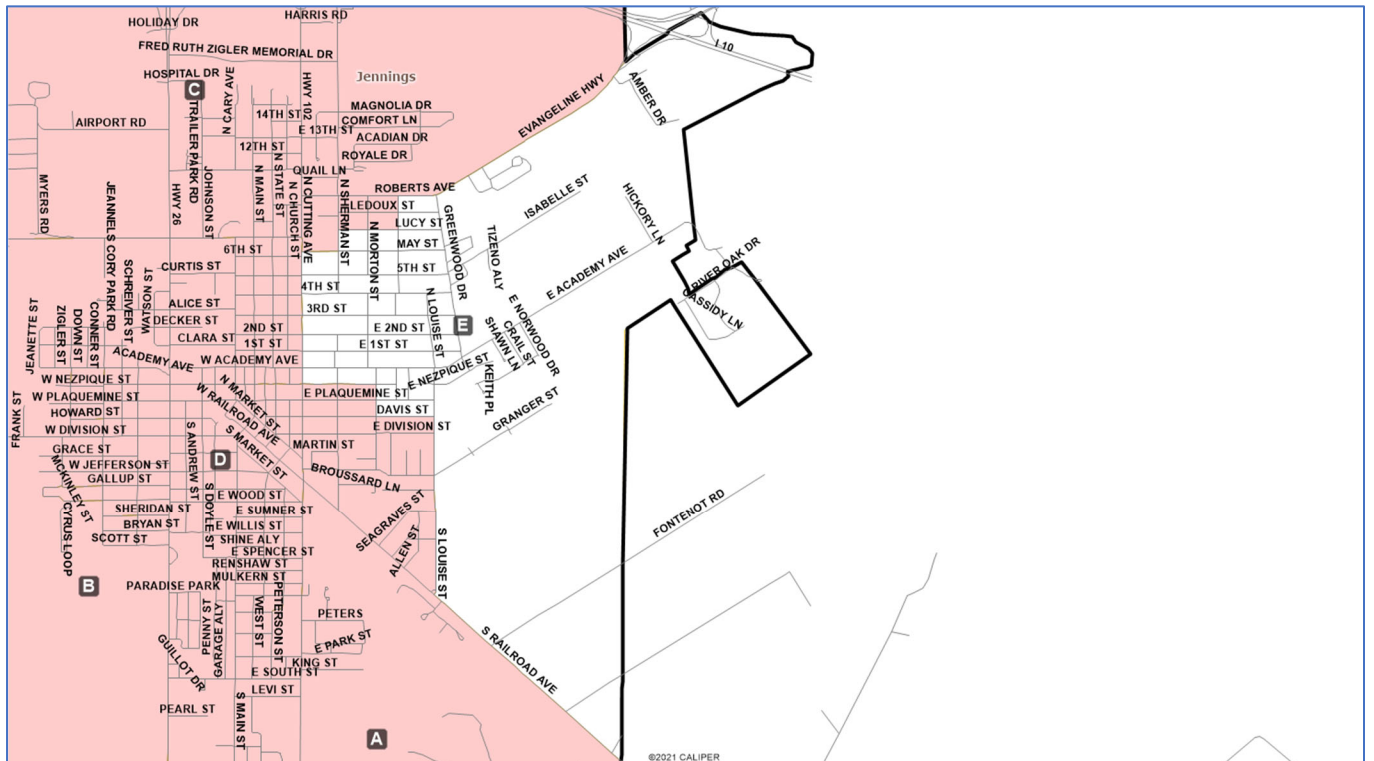 HOLIDAY DR
HARRIS RD
I 10
FRED RUTH ZIGLER MEMORIAL DR
HOSPITAL DR
Jennings
C
N CARY AVE
HWY 102
AMBER DR
EVANGELINE HWY
TRAILER PARK RD
14TH ST
MAGNOLIA DR
COMFORT LN
AIRPORT RD
E 13TH ST
ACADIAN DR
12TH ST
ROYALE DR
QUAIL LN
MYERS RD
JEANNELS CORY PARK RD
HWY 26
JOHNSON ST
N MAIN ST
N STATE ST
N CHURCH ST
N CUTTING AVE
N SHERMAN ST
ROBERTS AVE
LEDOUX ST
ISABELLE ST
HICKORY LN
N MORTON ST
LUCY ST
GREENWOOD DR
TIZENO ALY
6TH ST
MAY ST
RIVER OAK DR
CURTIS ST
5TH ST
E ACADEMY AVE
SCHREIVER ST
WATSON ST
4TH ST
CASSIDY LN
JEANETTE ST
ZIGLER ST
DOWN ST
CONNER ST
ALICE ST
3RD ST
N LOUISE ST
E NORWOOD DR
DECKER ST
2ND ST
E 2ND ST
E
SHAWN LN
CRAIL ST
CLARA ST
1ST ST
E 1ST ST
ACADEMY AVE
W ACADEMY AVE
E NEZPIQUE ST
KEITH PL
W NEZPIQUE ST
N MARKET ST
W RAILROAD AVE
E PLAQUEMINE ST
W PLAQUEMINE ST
FRANK ST
HOWARD ST
DAVIS ST
GRANGER ST
W DIVISION ST
S ANDREW ST
S MARKET ST
E DIVISION ST
GRACE ST
MARTIN ST
MCKINLEY ST
W JEFFERSON ST
D
GALLUP ST
BROUSSARD LN
S DOYLE ST
E WOOD ST
SEAGRAVES ST
FONTENOT RD
CYRUS LOOP
SHERIDAN ST
E SUMNER ST
BRYAN ST
E WILLIS ST
ALLEN ST
S LOUISE ST
SCOTT ST
SHINE ALY
E SPENCER ST
RENSHAW ST
B
PARADISE PARK
MULKERN ST
PENNY ST
GARAGE ALY
WEST ST
PETERSON ST
PETERS
E PARK ST
S RAILROAD AVE
GUILLOT DR
KING ST
E SOUTH ST
LEVI ST
PEARL ST
S MAIN ST
A
©2021 CALIPER